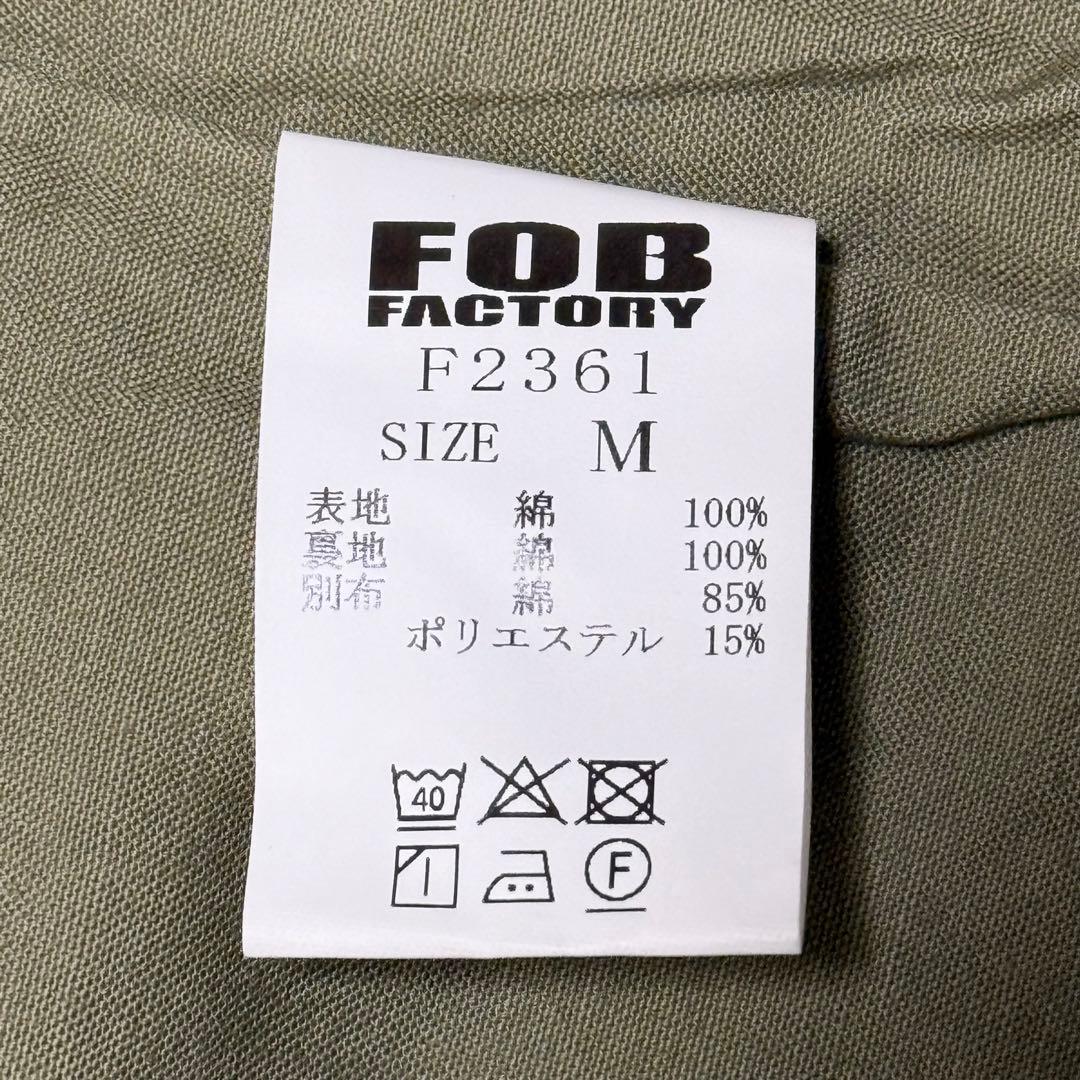 FOB
FACTORY
F2361
SIZE M
表地 綿 100%
裏地 綿 100%
別布 綿 85%
ポリエステル 15%
40
F